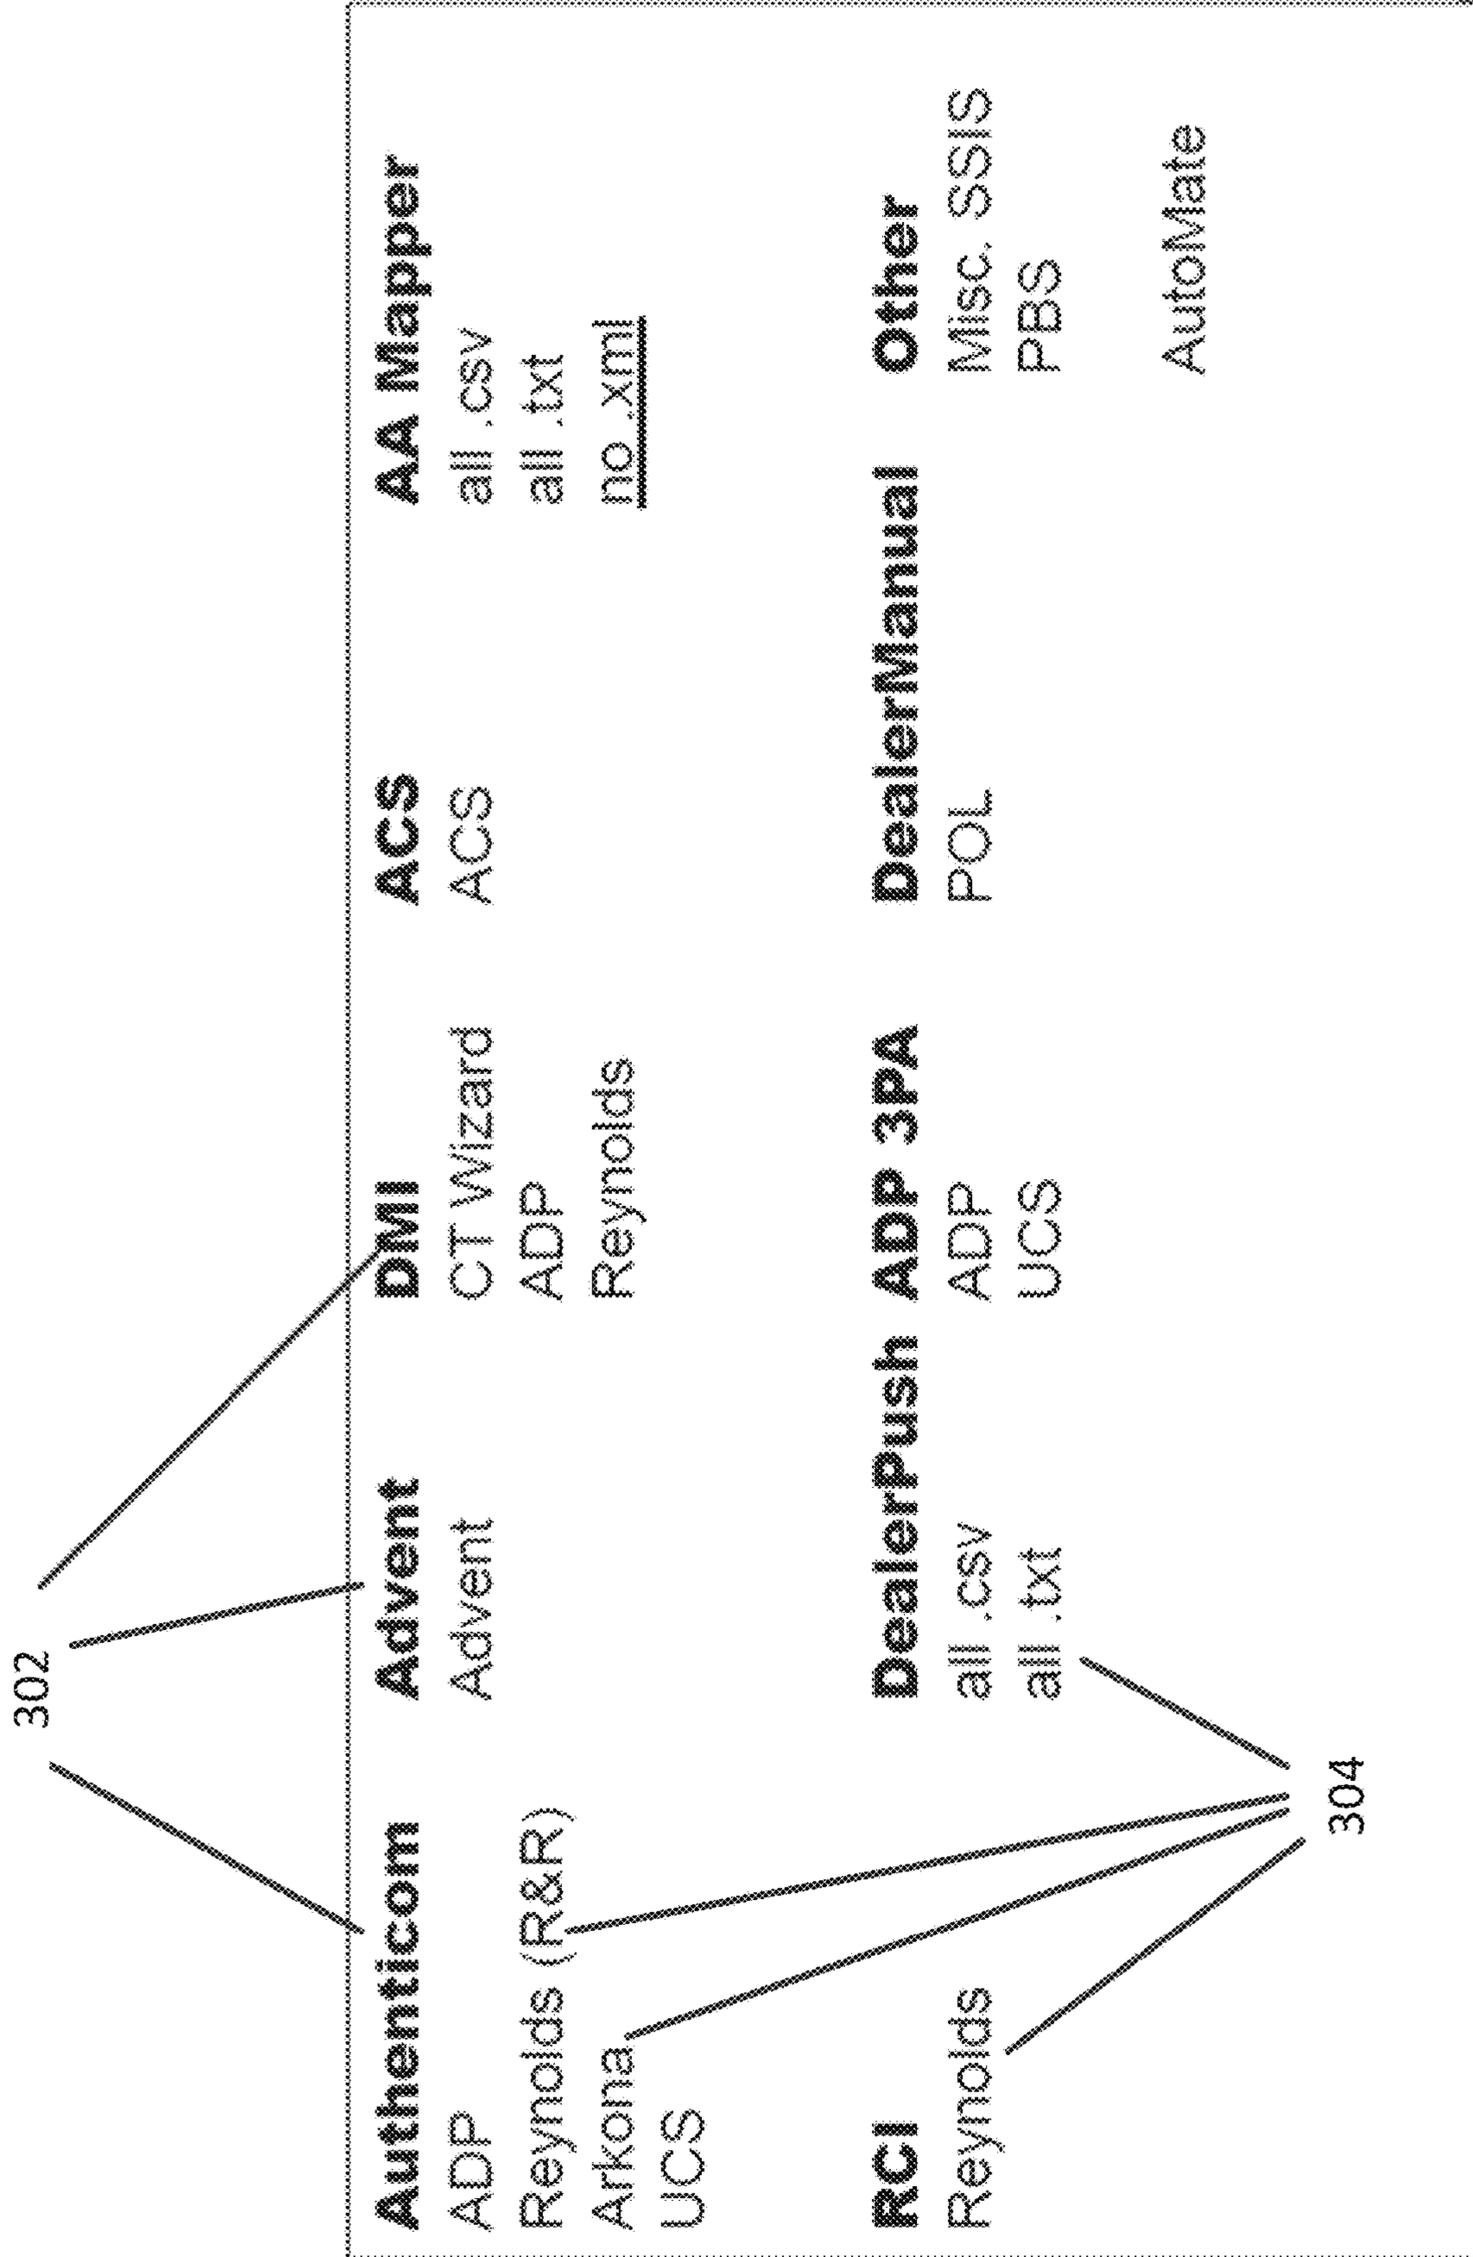 302
Authenticom
ADP
Reynolds (R&R)
Arkona
UCS
Advent
Advent
DMI
CT Wizard
ADP
Reynolds
ACS
ACS
AA Mapper
all .csv
all .txt
no .xml
RCI
Reynolds
DealerPush
all .csv
all .txt
ADP 3PA
ADP
UCS
DealerManual
POL
Other
Misc. SSIS
PBS
AutoMate
304